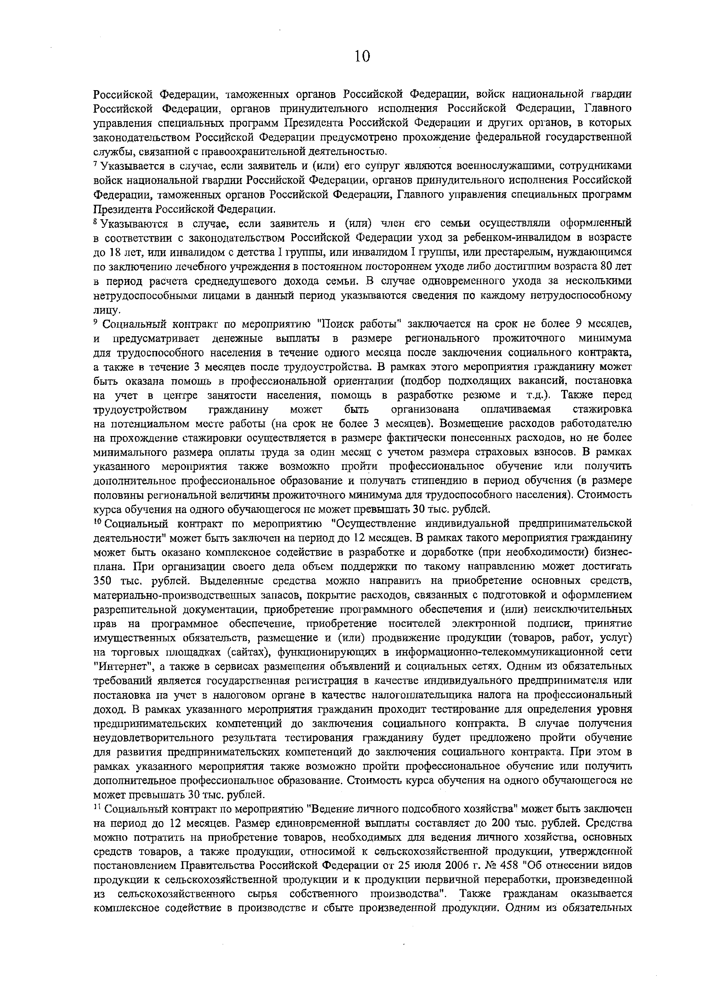 10
Российской Федерации, таможенных органов Российской Федерации, войск национальной гвардии
Российской Федерации, органов принудительного исполнения Российской Федерации, Главного
управления специальных программ Президента Российской Федерации и других органов, в которых
законодательством Российской Федерации предусмотрено прохождение федеральной государственной
службы, связанной с правоохранительной деятельностью.
7 Указывается в случае, если заявитель и (или) его супруг являются военнослужащими, сотрудниками
войск национальной гвардии Российской Федерации, органов принудительного исполнения Российской
Федерации, таможенных органов Российской Федерации, Главного управления специальных программ
Президента Российской Федерации.
8 Указываются в случае, если заявитель и (или) член его семьи осуществляли оформленный
в соответствии с законодательством Российской Федерации уход за ребенком-инвалидом в возрасте
до 18 лет, или инвалидом с детства I группы, или инвалидом I группы, или престарелым, нуждающимся
по заключению лечебного учреждения в постоянном постороннем уходе либо достигшим возраста 80 лет
в период расчета среднедушевого дохода семьи. В случае одновременного ухода за несколькими
нетрудоспособными лицами в данный период указываются сведения по каждому нетрудоспособному
лицу.
9 Социальный контракт по мероприятию "Поиск работы" заключается на срок не более 9 месяцев,
и предусматривает денежные выплаты в размере регионального прожиточного минимума
для трудоспособного населения в течение одного месяца после заключения социального контракта,
а также в течение 3 месяцев после трудоустройства. В рамках этого мероприятия гражданину может
быть оказана помощь в профессиональной ориентации (подбор подходящих вакансий, постановка
на учет в центре занятости населения, помощь в разработке резюме и т.д.). Также перед
трудоустройством гражданину может быть организована оплачиваемая стажировка
на потенциальном месте работы (на срок не более 3 месяцев). Возмещение расходов работодателю
на прохождение стажировки осуществляется в размере фактически понесенных расходов, но не более
минимального размера оплаты труда за один месяц с учетом размера страховых взносов. В рамках
указанного мероприятия также возможно пройти профессиональное обучение или получить
дополнительное профессиональное образование и получать стипендию в период обучения (в размере
половины региональной величины прожиточного минимума для трудоспособного населения). Стоимость
курса обучения на одного обучающегося не может превышать 30 тыс. рублей.
10 Социальный контракт по мероприятию "Осуществление индивидуальной предпринимательской
деятельности" может быть заключен на период до 12 месяцев. В рамках такого мероприятия гражданину
может быть оказано комплексное содействие в разработке и доработке (при необходимости) бизнес-
плана. При организации своего дела объем поддержки по такому направлению может достигать
350 тыс. рублей. Выделенные средства можно направить на приобретение основных средств,
материально-производственных запасов, покрытие расходов, связанных с подготовкой и оформлением
разрешительной документации, приобретение программного обеспечения и (или) неисключительных
прав на программное обеспечение, приобретение носителей электронной подписи, принятие
имущественных обязательств, размещение и (или) продвижение продукции (товаров, работ, услуг)
на торговых площадках (сайтах), функционирующих в информационно-телекоммуникационной сети
"Интернет", а также в сервисах размещения объявлений и социальных сетях. Одним из обязательных
требований является государственная регистрация в качестве индивидуального предпринимателя или
постановка на учет в налоговом органе в качестве налогоплательщика налога на профессиональный
доход. В рамках указанного мероприятия гражданин проходит тестирование для определения уровня
предпринимательских компетенций до заключения социального контракта. В случае получения
неудовлетворительного результата тестирования гражданину будет предложено пройти обучение
для развития предпринимательских компетенций до заключения социального контракта. При этом в
рамках указанного мероприятия также возможно пройти профессиональное обучение или получить
дополнительное профессиональное образование. Стоимость курса обучения на одного обучающегося не
может превышать 30 тыс. рублей.
11 Социальный контракт по мероприятию "Ведение личного подсобного хозяйства" может быть заключен
на период до 12 месяцев. Размер единовременной выплаты составляет до 200 тыс. рублей. Средства
можно потратить на приобретение товаров, необходимых для ведения личного хозяйства, основных
средств товаров, а также продукции, относимой к сельскохозяйственной продукции, утвержденной
постановлением Правительства Российской Федерации от 25 июля 2006 г. № 458 "Об отнесении видов
продукции к сельскохозяйственной продукции и к продукции первичной переработки, произведенной
из сельскохозяйственного сырья собственного производства". Также гражданам оказывается
комплексное содействие в производстве и сбыте произведенной продукции. Одним из обязательных